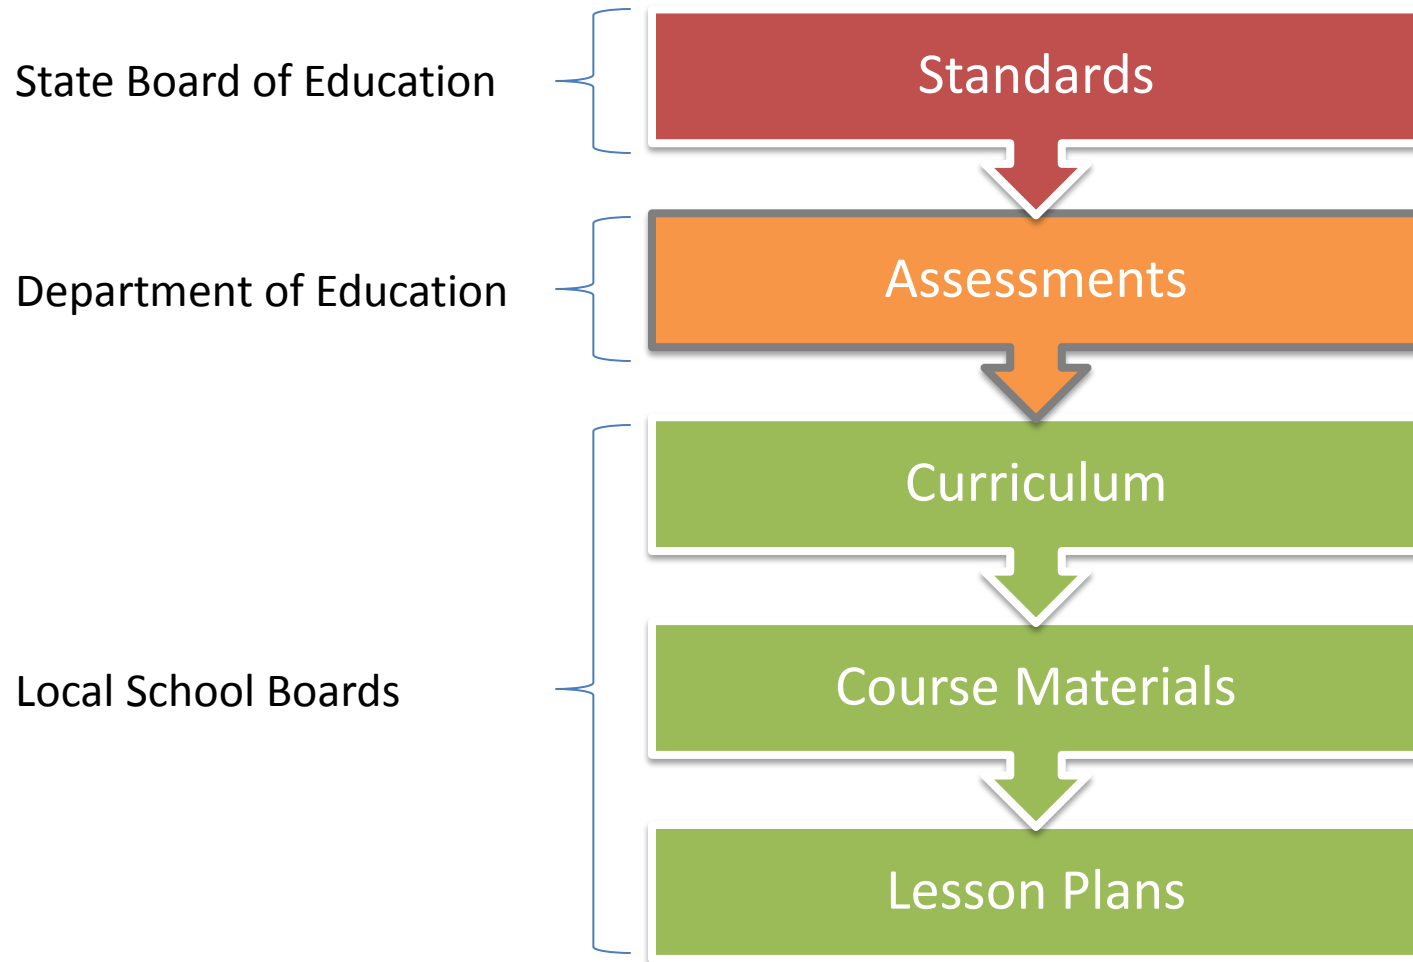 State Board of Education
Standards
Department of Education
Assessments
Curriculum
Local School Boards
Course Materials
Lesson Plans